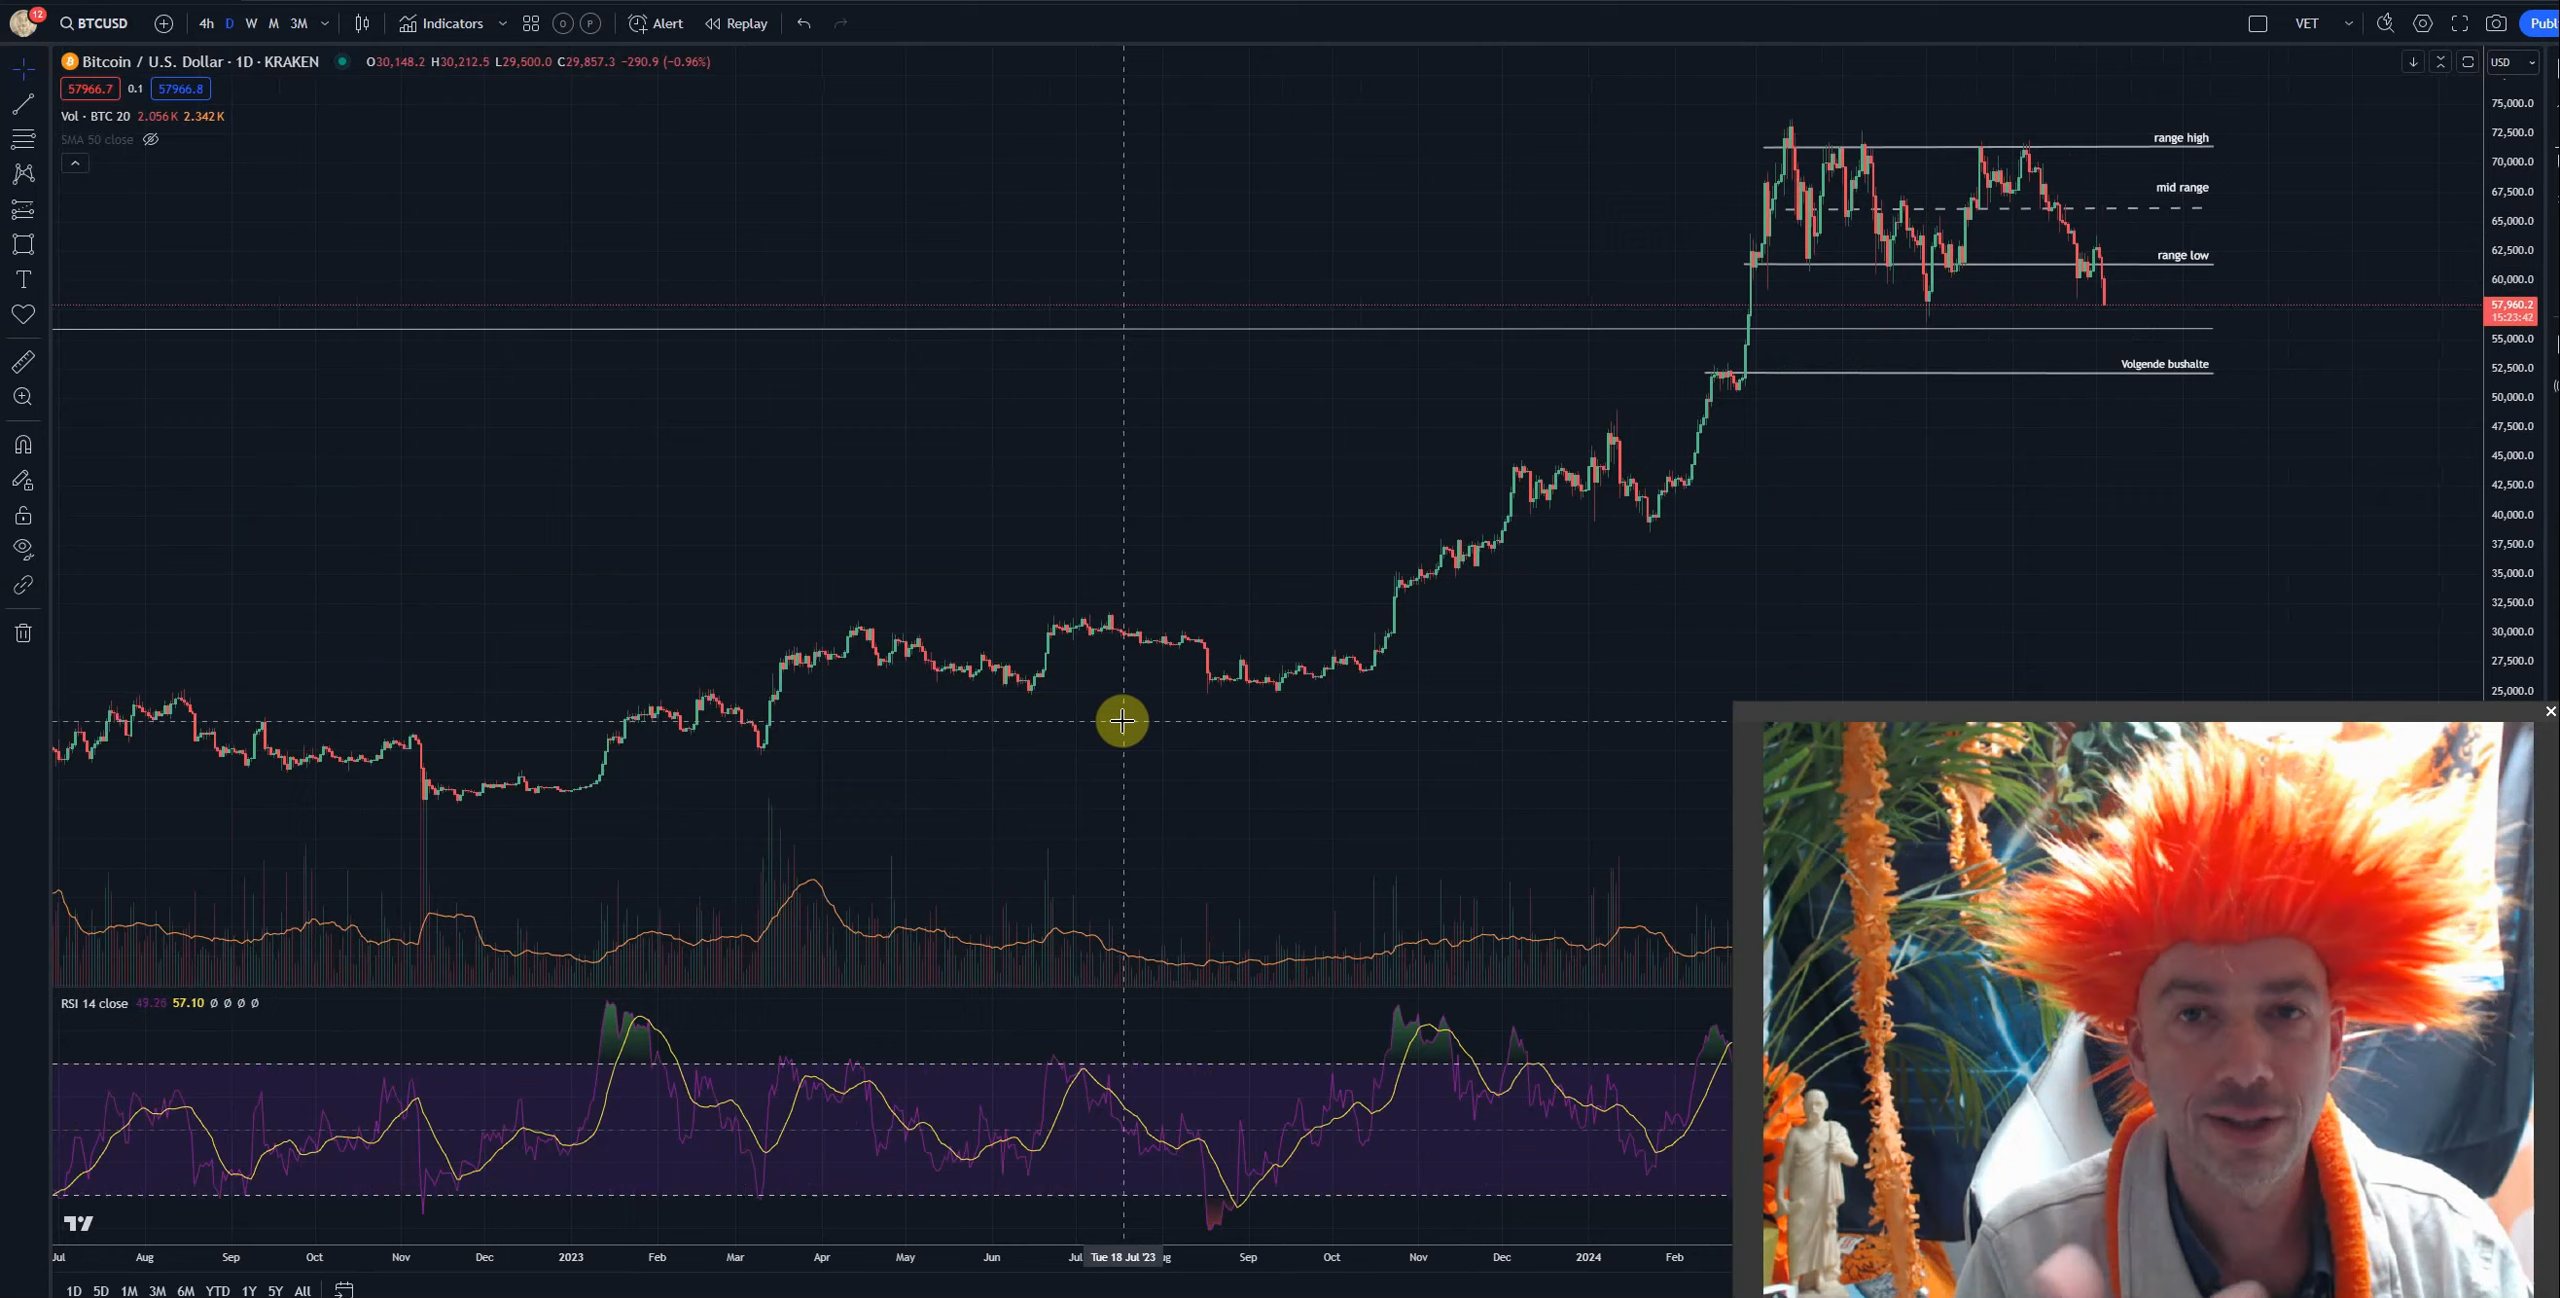 12
BTCUSD
4h D W M 3M
Indicators
Alert
Replay
VET
Publ
Bitcoin / U.S. Dollar · 1D · KRAKEN
O30,148.2 H30,212.5 L29,500.0 C29,857.3 −290.9 (−0.96%)
USD
57966.7 0.1 57966.8
Vol · BTC 20 2.056K 2.342K
SMA 50 close
75,000.0
72,500.0
70,000.0
67,500.0
65,000.0
62,500.0
60,000.0
57,960.2
15:23:42
55,000.0
52,500.0
50,000.0
47,500.0
45,000.0
42,500.0
40,000.0
37,500.0
35,000.0
32,500.0
30,000.0
27,500.0
25,000.0
range high
mid range
range low
Volgende bushalte
RSI 14 close 49.26 57.10 Ø Ø Ø Ø
Jul Aug Sep Oct Nov Dec 2023 Feb Mar Apr May Jun Jul Tue 18 Jul '23 Sep Oct Nov Dec 2024 Feb
1D 5D 1M 3M 6M YTD 1Y 5Y All